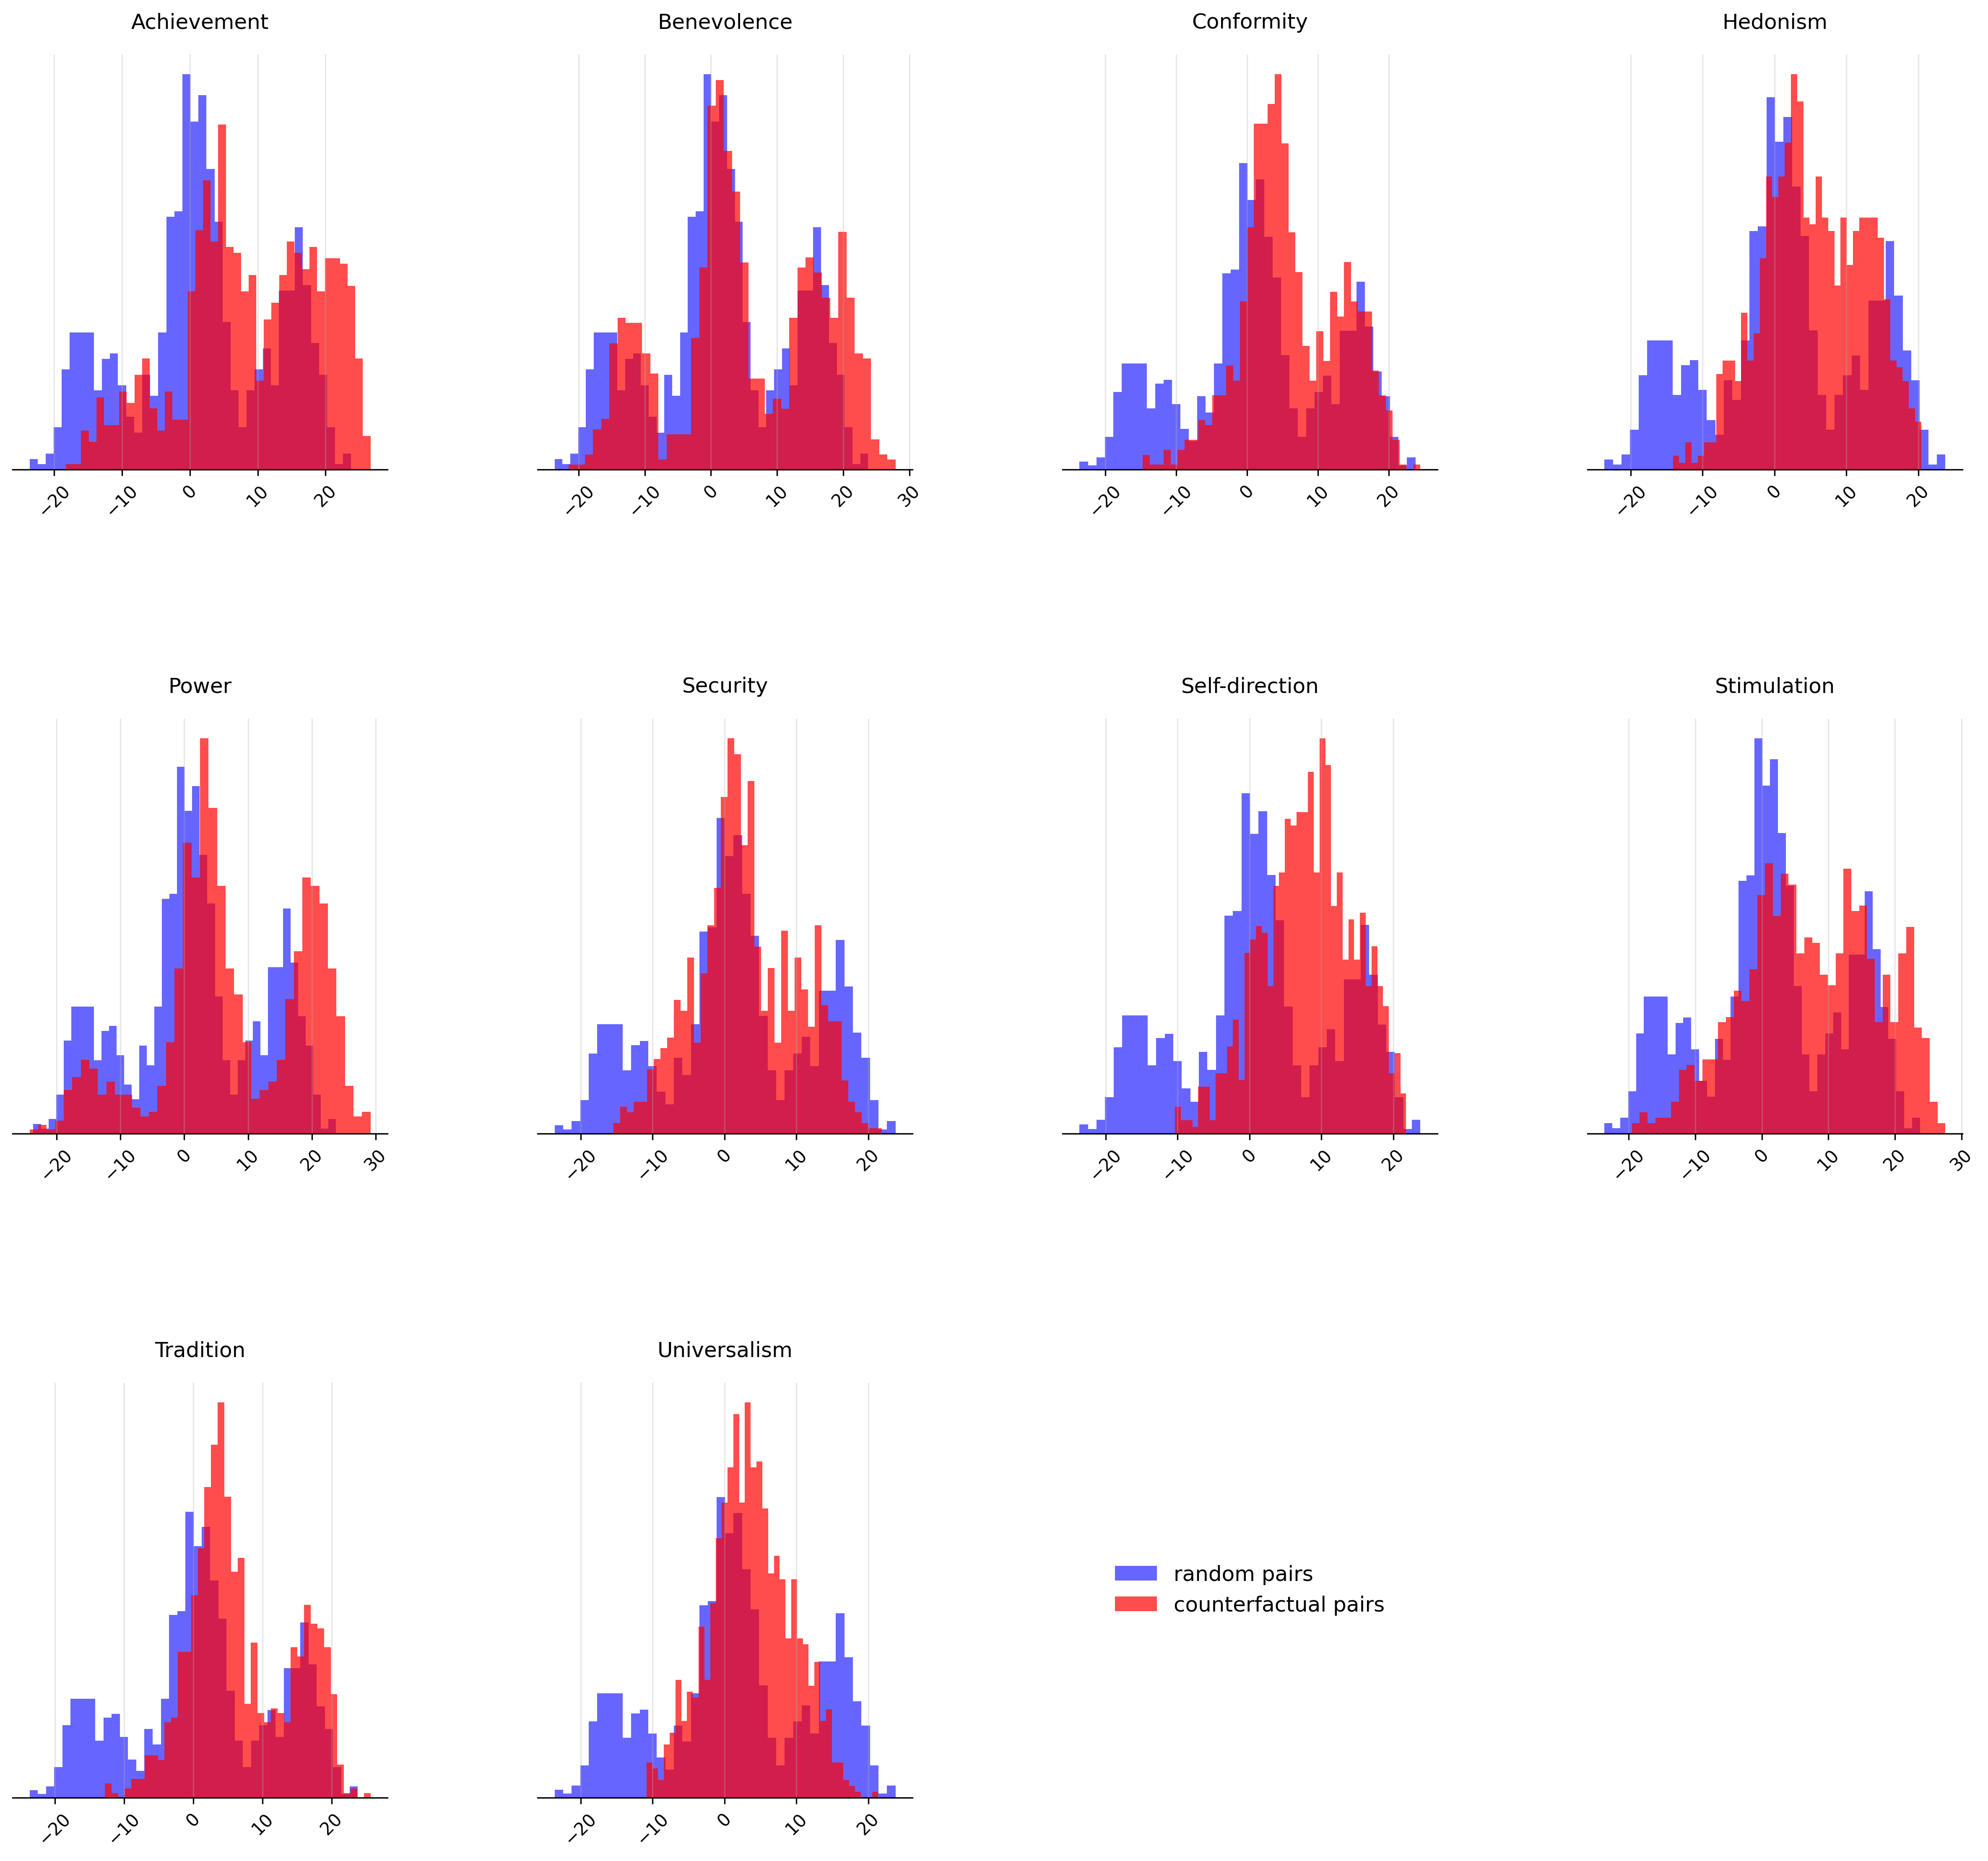 Achievement
Benevolence
Conformity
Hedonism
−20 −10 0 10 20
−20 −10 0 10 20 30
−20 −10 0 10 20
−20 −10 0 10 20
Power
Security
Self-direction
Stimulation
−20 −10 0 10 20 30
−20 −10 0 10 20
−20 −10 0 10 20
−20 −10 0 10 20 30
Tradition
Universalism
random pairs
counterfactual pairs
−20 −10 0 10 20
−20 −10 0 10 20